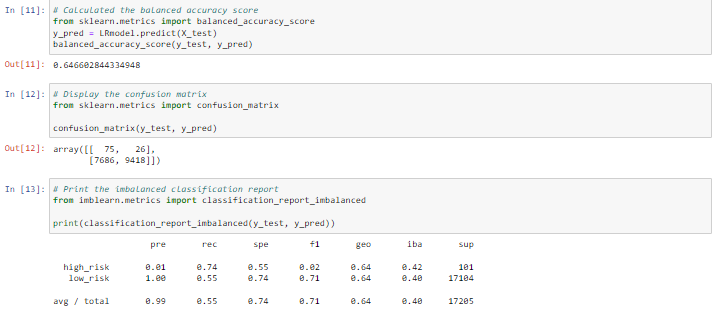 In [11]: # Calculated the balanced accuracy score
from sklearn.metrics import balanced_accuracy_score
y_pred = LRmodel.predict(X_test)
balanced_accuracy_score(y_test, y_pred)
Out[11]: 0.646602844334948
In [12]: # Display the confusion matrix
from sklearn.metrics import confusion_matrix
confusion_matrix(y_test, y_pred)
Out[12]: array([[ 75, 26],
[7686, 9418]])
In [13]: # Print the imbalanced classification report
from imblearn.metrics import classification_report_imbalanced
print(classification_report_imbalanced(y_test, y_pred))
pre rec spe f1 geo iba sup
high_risk 0.01 0.74 0.55 0.02 0.64 0.42 101
low_risk 1.00 0.55 0.74 0.71 0.64 0.40 17104
avg / total 0.99 0.55 0.74 0.71 0.64 0.40 17205